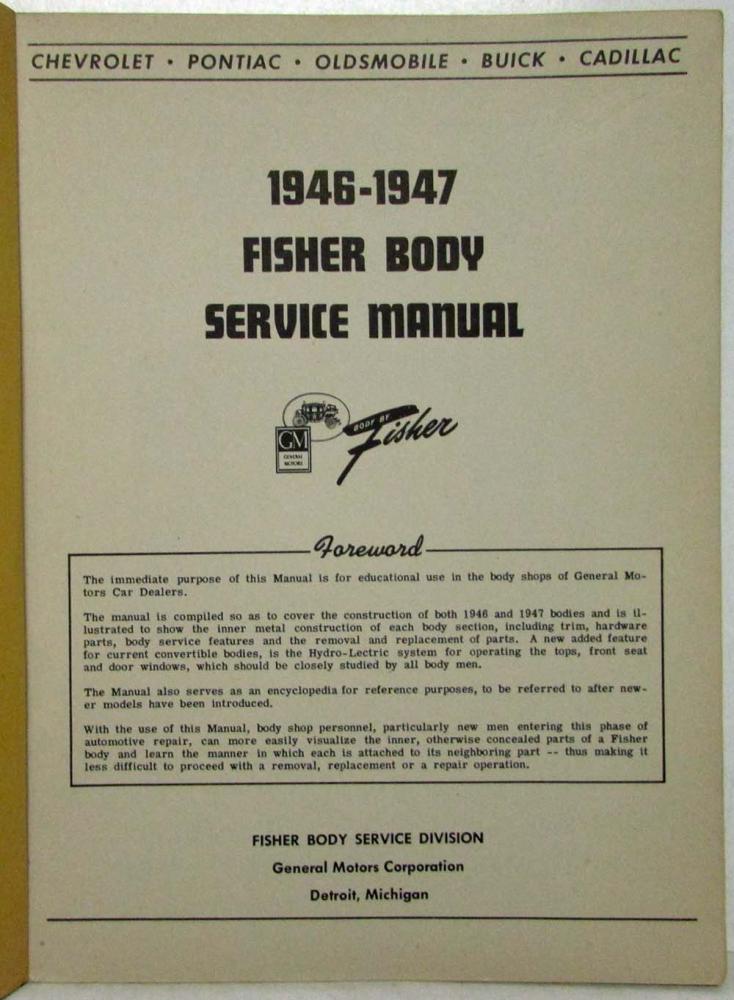 CHEVROLET • PONTIAC • OLDSMOBILE • BUICK • CADILLAC
1946-1947
FISHER BODY
SERVICE MANUAL
GM
GENERAL
MOTORS
BODY BY
Fisher
Foreword
The immediate purpose of this Manual is for educational use in the body shops of General Mo-
tors Car Dealers.
The manual is compiled so as to cover the construction of both 1946 and 1947 bodies and is il-
lustrated to show the inner metal construction of each body section, including trim, hardware
parts, body service features and the removal and replacement of parts. A new added feature
for current convertible bodies, is the Hydro-Lectric system for operating the tops, front seat
and door windows, which should be closely studied by all body men.
The Manual also serves as an encyclopedia for reference purposes, to be referred to after new-
er models have been introduced.
With the use of this Manual, body shop personnel, particularly new men entering this phase of
automotive repair, can more easily visualize the inner, otherwise concealed parts of a Fisher
body and learn the manner in which each is attached to its neighboring part -- thus making it
less difficult to proceed with a removal, replacement or a repair operation.
FISHER BODY SERVICE DIVISION
General Motors Corporation
Detroit, Michigan